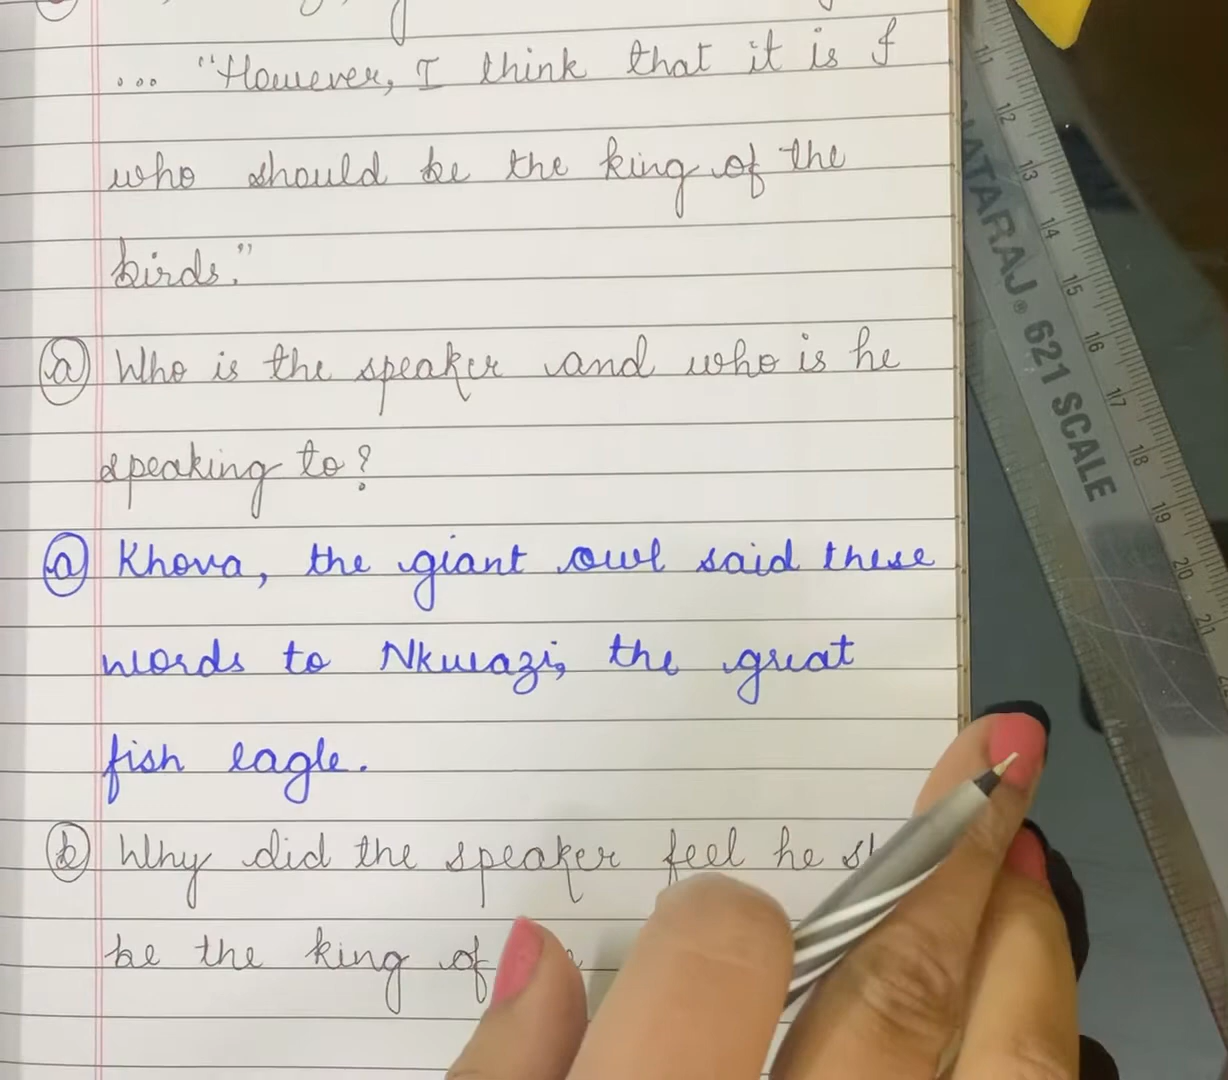 ... "However, I think that it is I
who should be the king of the
birds."
(a) Who is the speaker and who is he
speaking to?
(a) Khova, the giant owl said these
words to Nkwazi, the great
fish eagle.
(b) Why did the speaker feel he
be the king of
NATARAJ® 621 SCALE
11 12 13 14 15 16 17 18 19 20 21